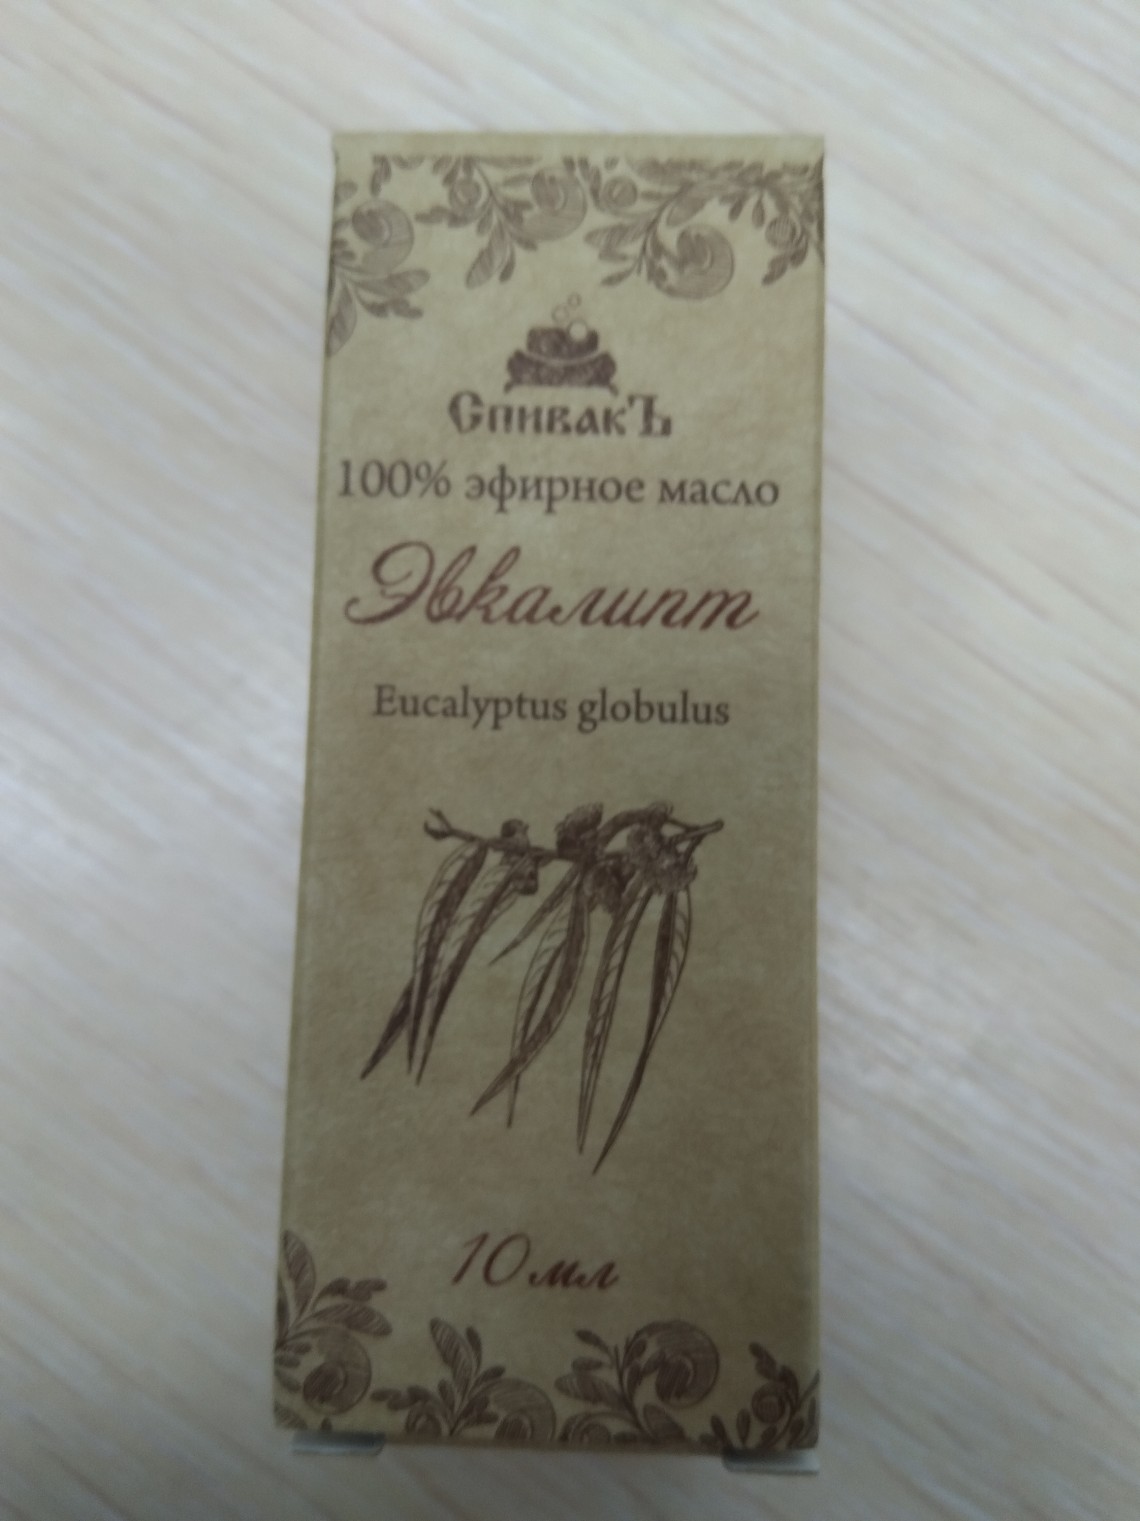 СпивакЪ
100% эфирное масло
Эвкалипт
Eucalyptus globulus
10 мл